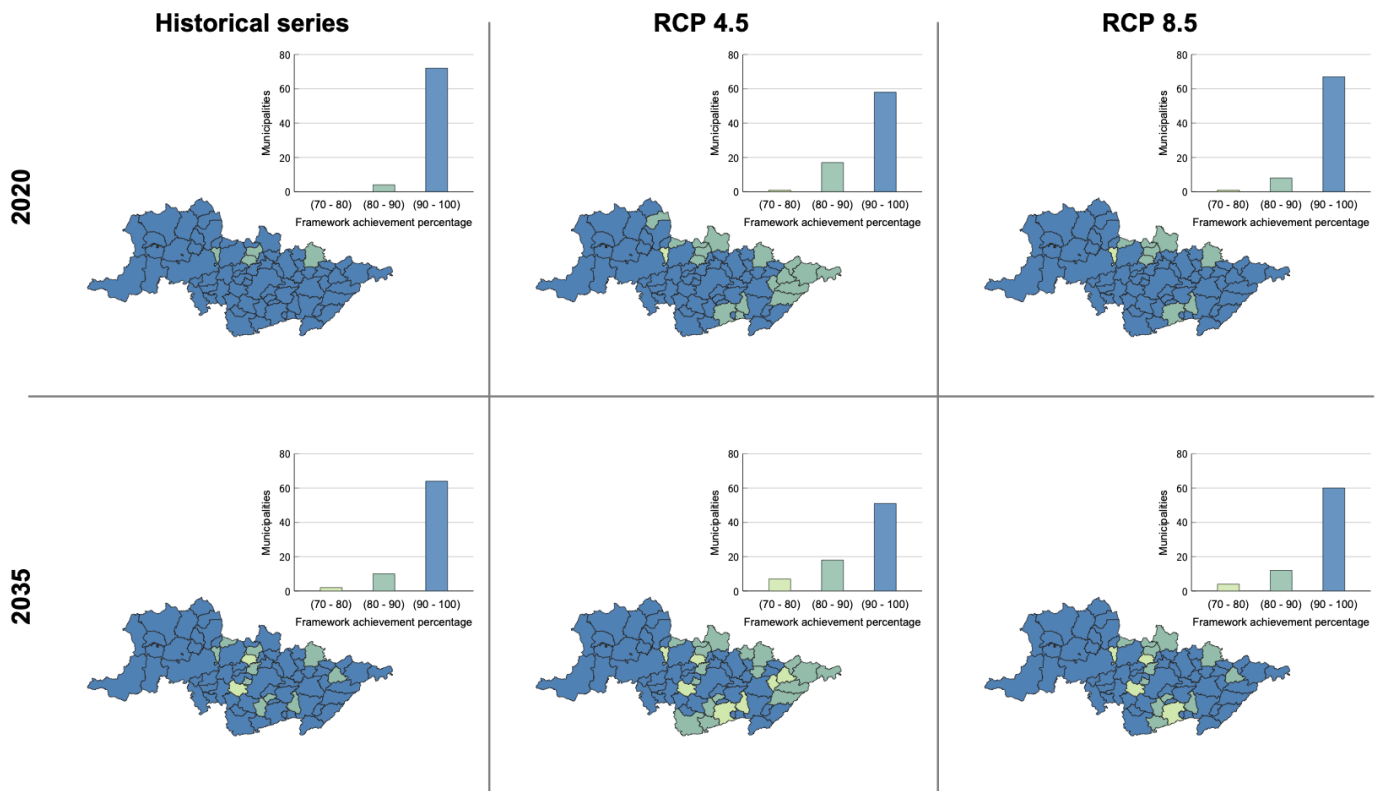 Historical series
RCP 4.5
RCP 8.5
2020
80
60
40
20
0
Municipalities
(70 - 80) (80 - 90) (90 - 100)
Framework achievement percentage
80
60
40
20
0
Municipalities
(70 - 80) (80 - 90) (90 - 100)
Framework achievement percentage
80
60
40
20
0
Municipalities
(70 - 80) (80 - 90) (90 - 100)
Framework achievement percentage
2035
80
60
40
20
0
Municipalities
(70 - 80) (80 - 90) (90 - 100)
Framework achievement percentage
80
60
40
20
0
Municipalities
(70 - 80) (80 - 90) (90 - 100)
Framework achievement percentage
80
60
40
20
0
Municipalities
(70 - 80) (80 - 90) (90 - 100)
Framework achievement percentage